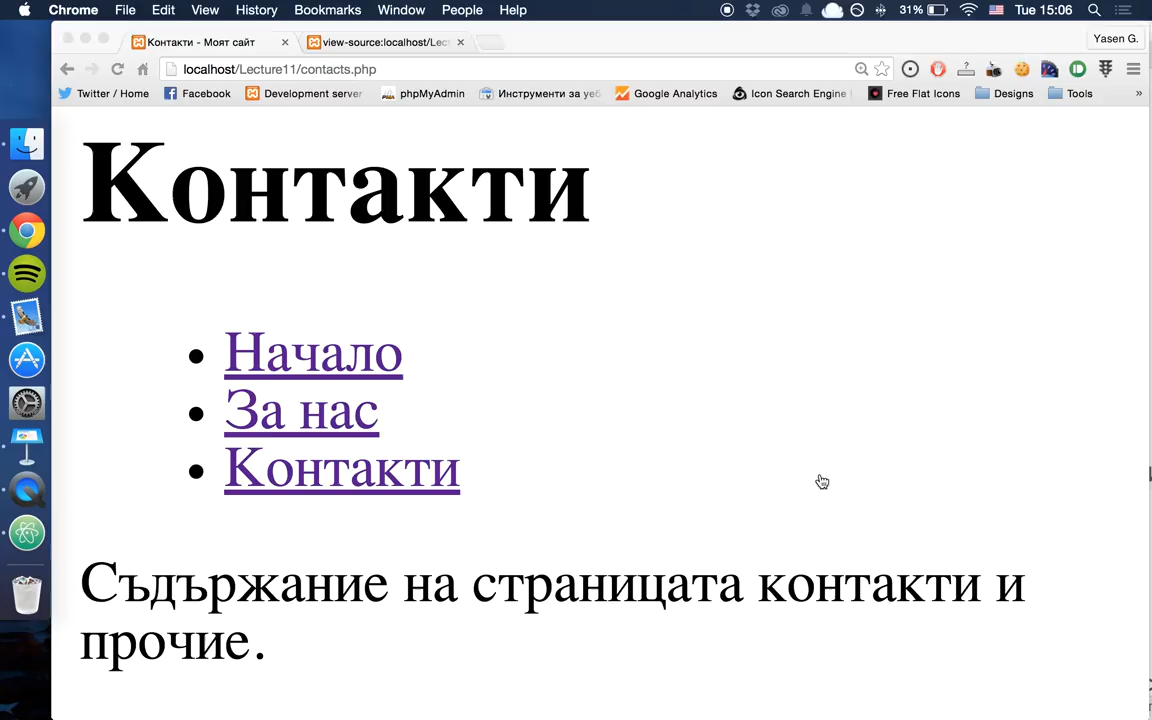 Chrome File Edit View History Bookmarks Window People Help 31% Tue 15:06
Контакти - Моят сайт view-source:localhost/Lec Yasen G.
localhost/Lecture11/contacts.php
Twitter / Home Facebook Development server phpMyAdmin Инструменти за уеб Google Analytics Icon Search Engine Free Flat Icons Designs Tools »
Контакти
Начало
За нас
Контакти
Съдържание на страницата контакти и
прочие.